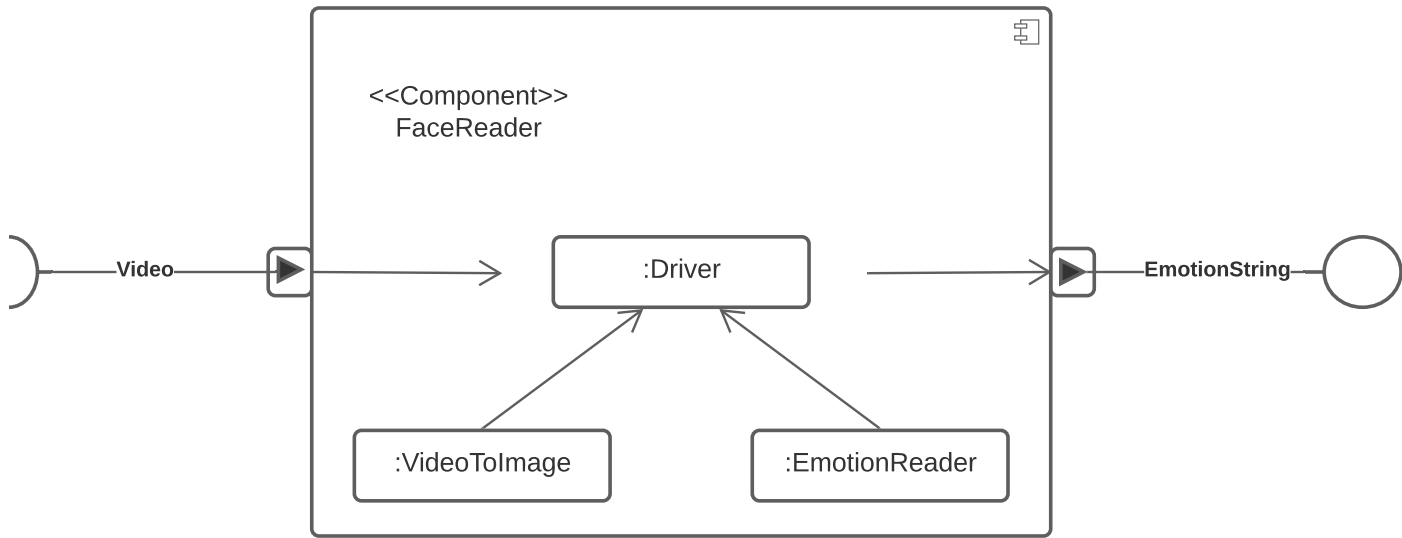 <<Component>>
FaceReader
Video
:Driver
EmotionString
:VideoToImage
:EmotionReader